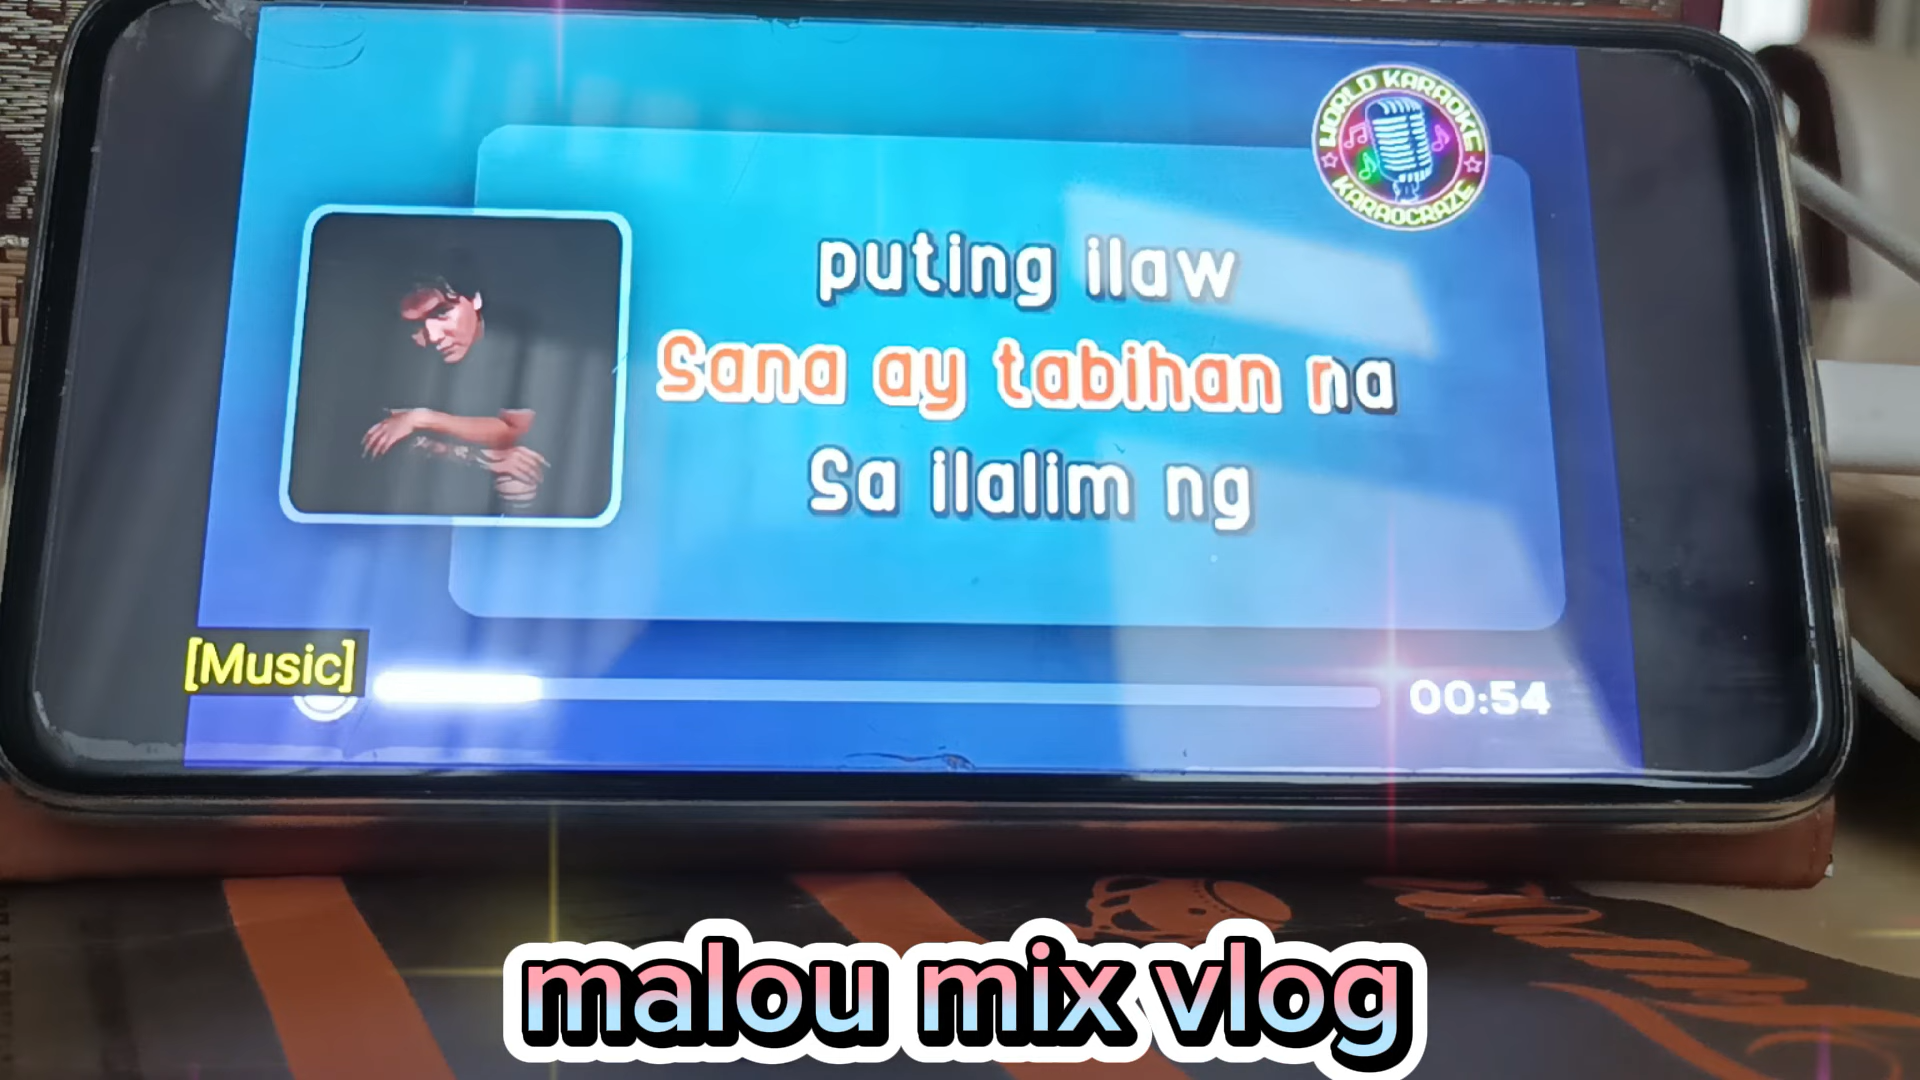 WORLD KARAOKE
KARAOCRAZE
puting ilaw
Sana ay tabihan na
Sa ilalim ng
[Music]
00:54
malou mix vlog